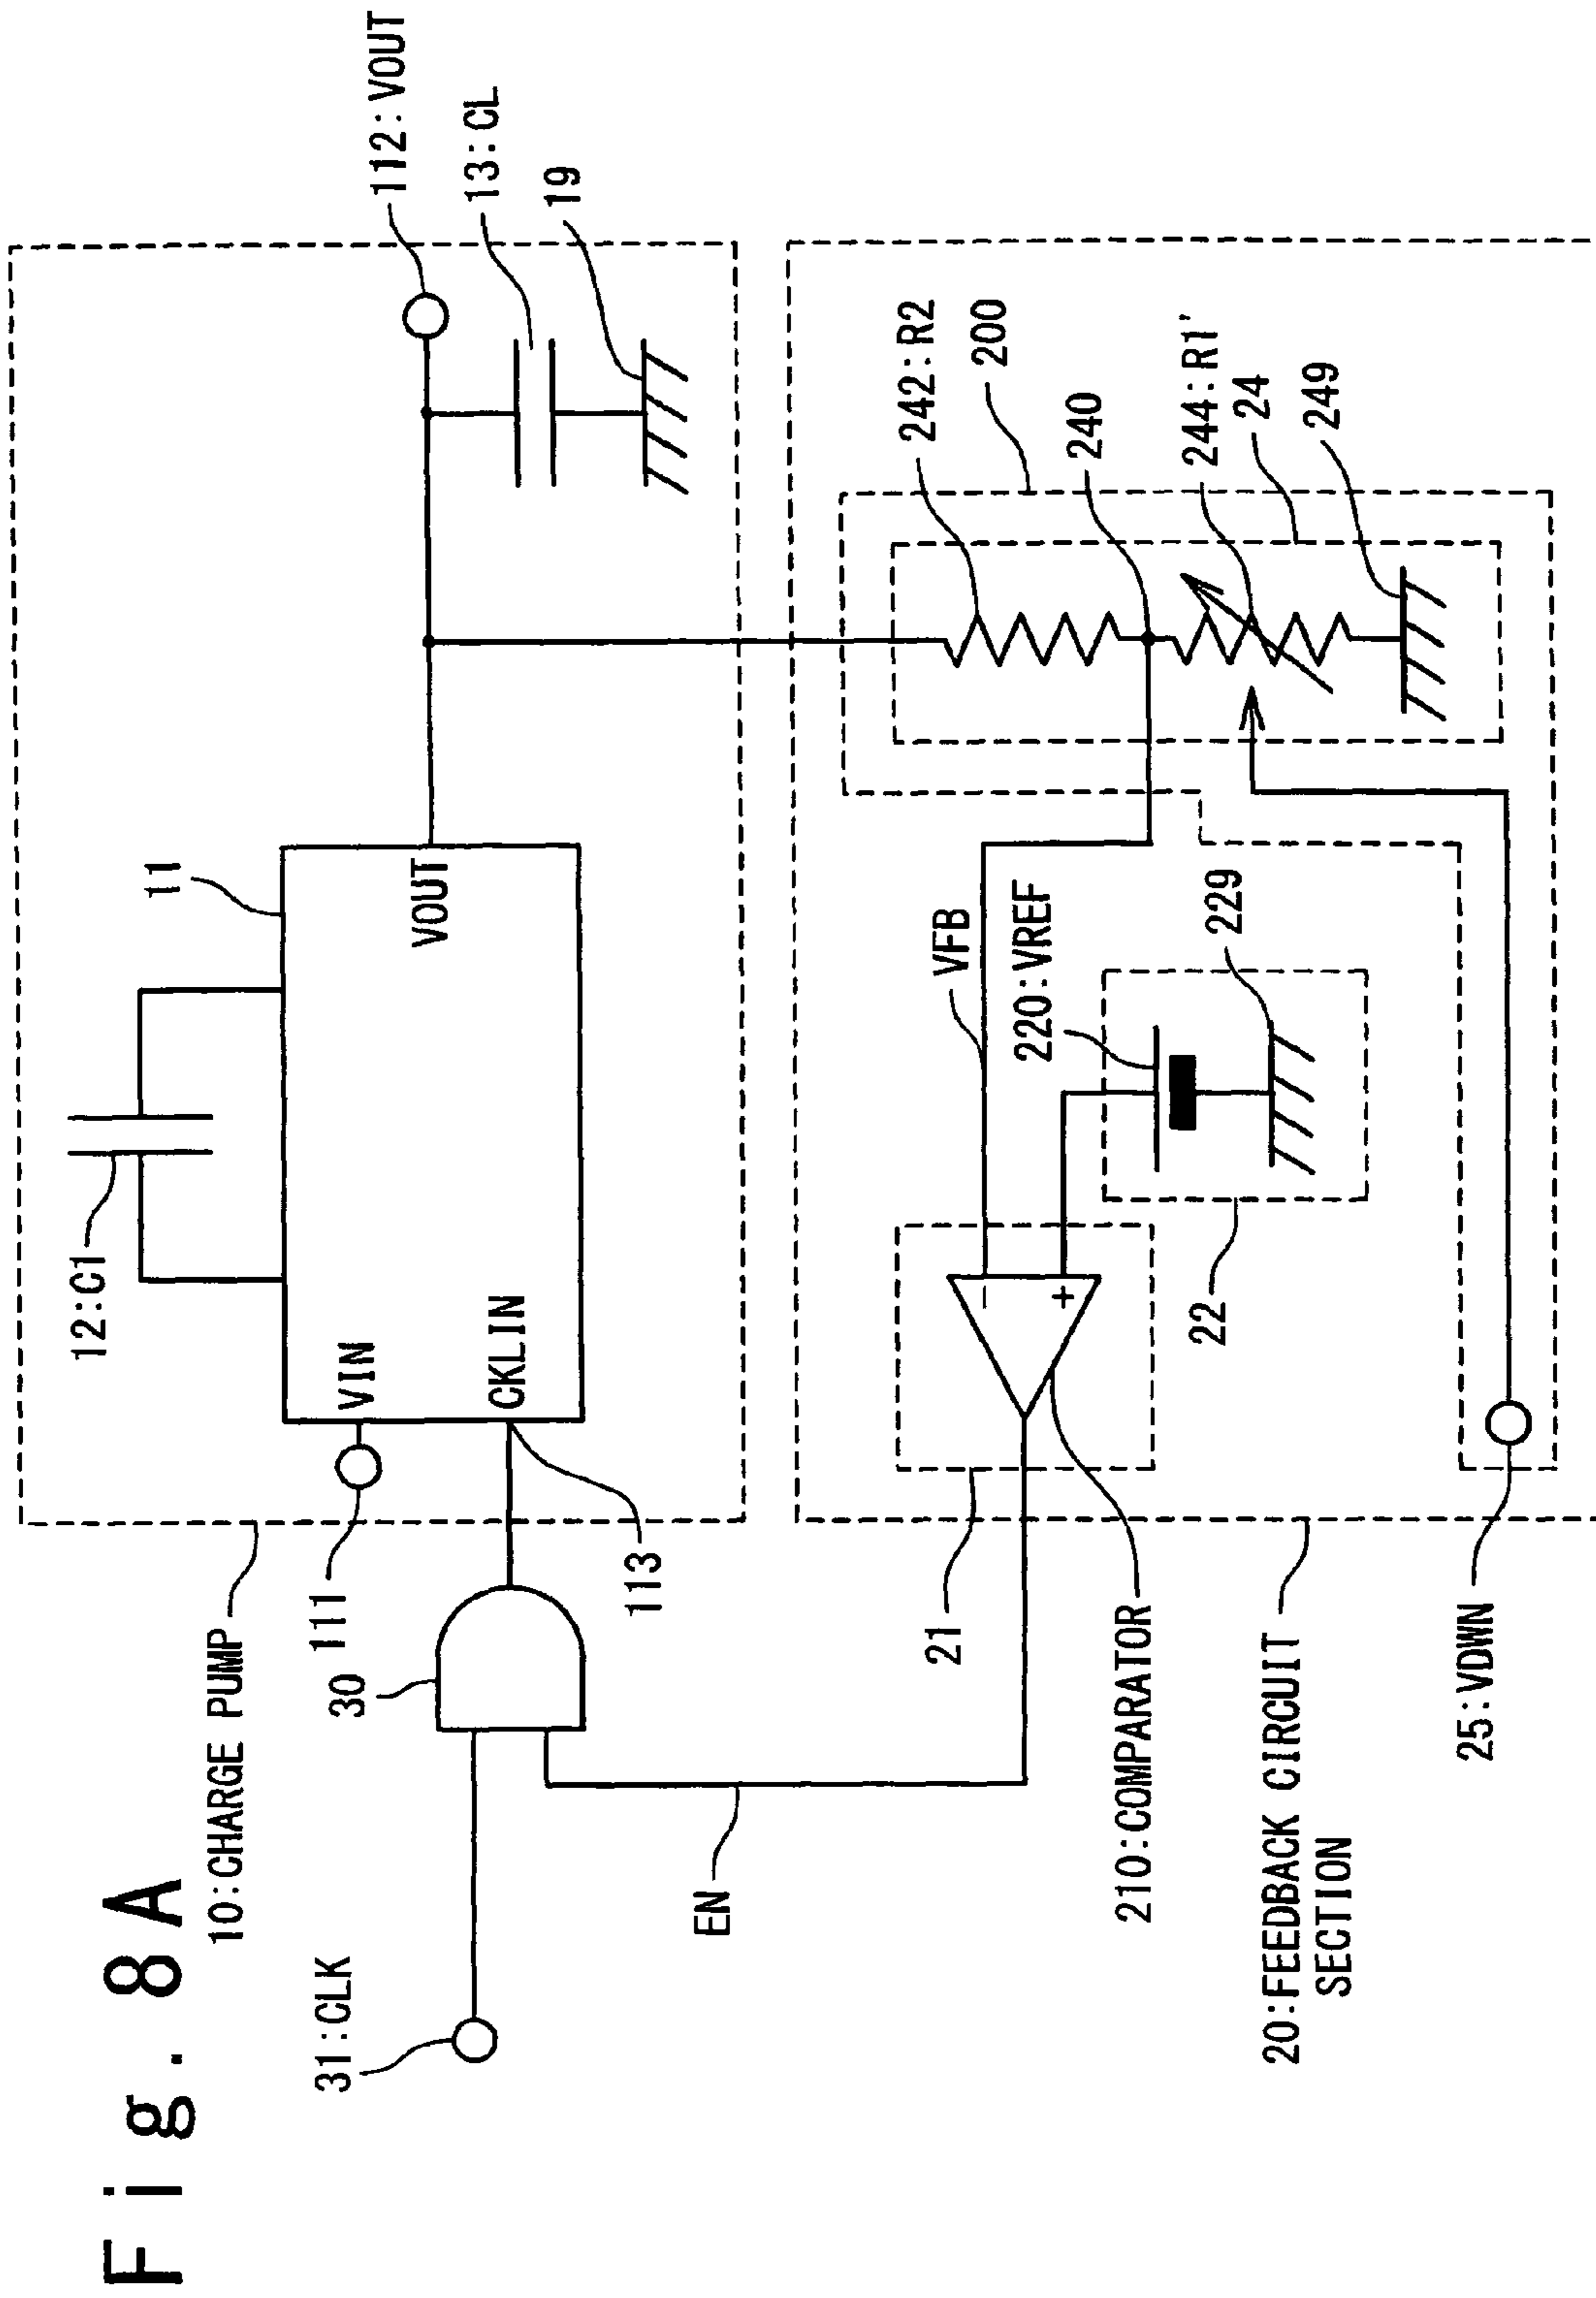 Fig. 8A
10:CHARGE PUMP
12:C1
11
112:VOUT
13:CL
19
31:CLK
30
111
VIN
VOUT
CKLIN
113
EN
21
VFB
220:VREF
229
22
-
+
242:R2
200
240
244:R1'
24
249
210:COMPARATOR
20:FEEDBACK CIRCUIT
SECTION
25:VDWN